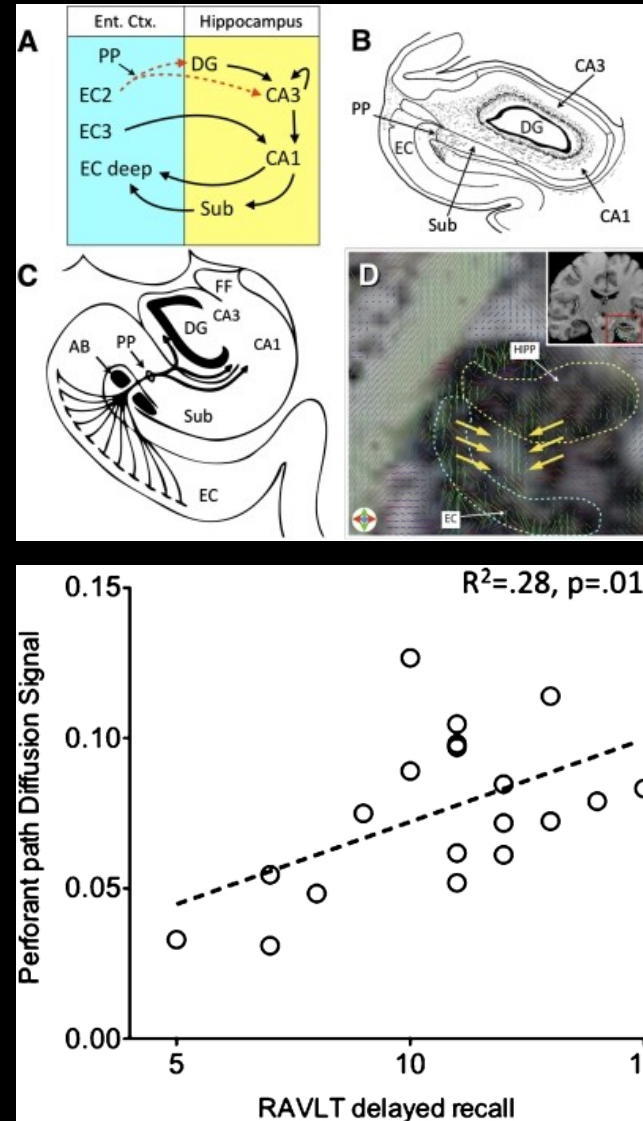 A
Ent. Ctx.
Hippocampus
PP
DG
EC2
CA3
EC3
CA1
EC deep
Sub
B
CA3
PP
EC
DG
Sub
CA1
C
FF
DG
CA3
CA1
AB
PP
Sub
EC
D
HIPP
EC
R²=.28, p=.01
Perforant path Diffusion Signal
0.15
0.10
0.05
0.00
5
10
1
RAVLT delayed recall